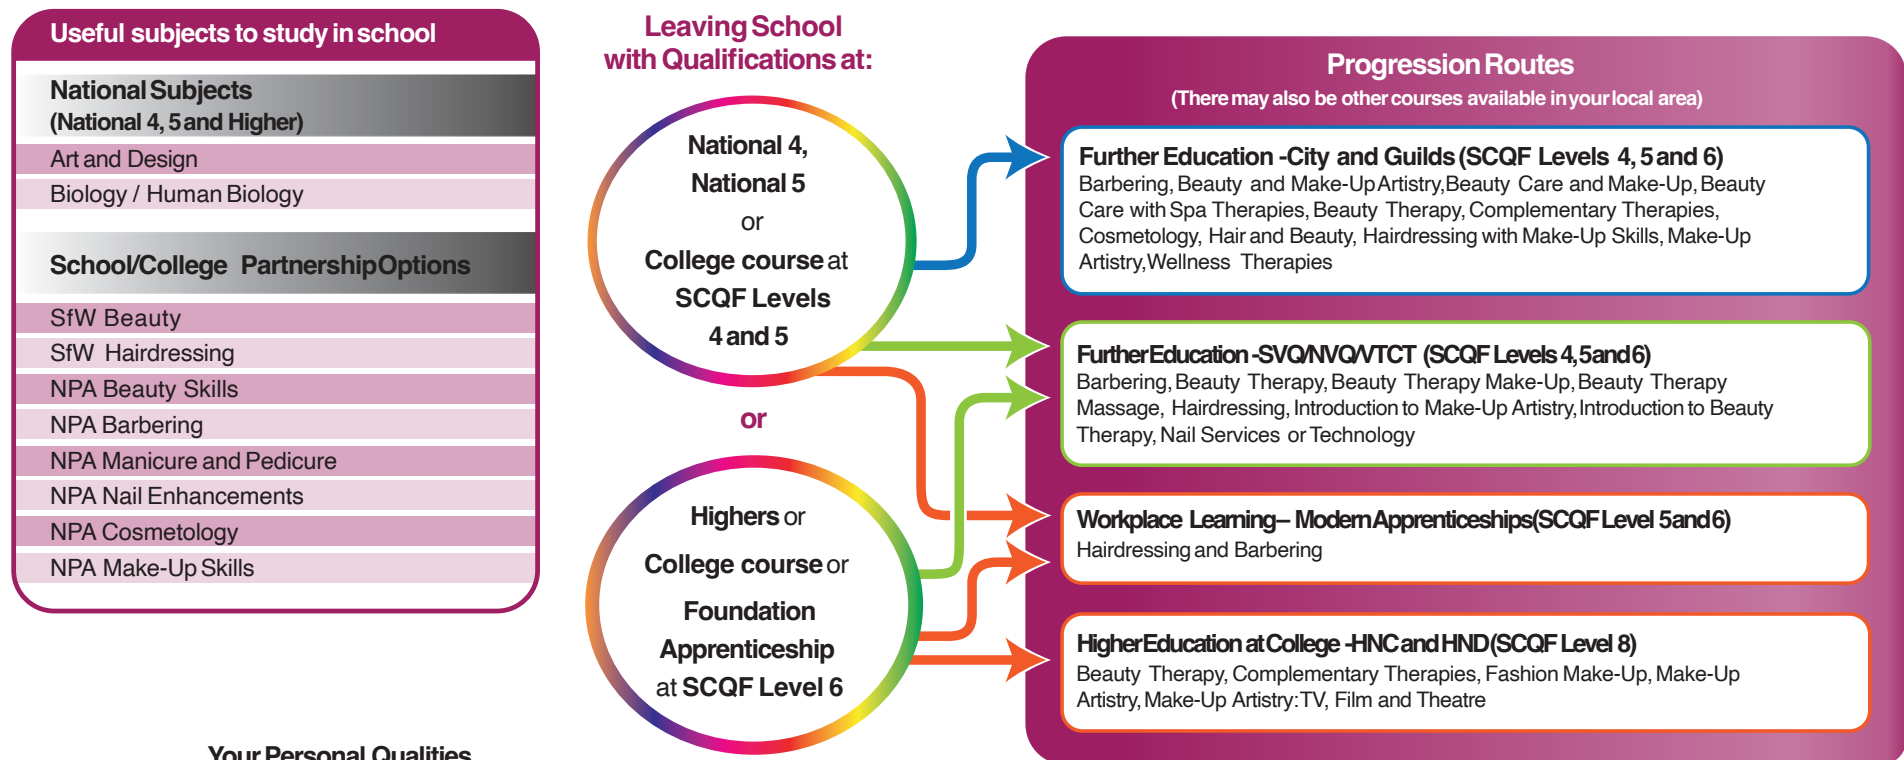 Useful subjects to study in school
National Subjects
(National 4, 5 and Higher)
Art and Design
Biology / Human Biology
School/College Partnership Options
SfW Beauty
SfW Hairdressing
NPA Beauty Skills
NPA Barbering
NPA Manicure and Pedicure
NPA Nail Enhancements
NPA Cosmetology
NPA Make-Up Skills
Your Personal Qualities
Leaving School
with Qualifications at:
National 4,
National 5
or
College course at
SCQF Levels
4 and 5
or
Highers or
College course or
Foundation
Apprenticeship
at SCQF Level 6
Progression Routes
(There may also be other courses available in your local area)
Further Education - City and Guilds (SCQF Levels 4, 5 and 6)
Barbering, Beauty and Make-Up Artistry, Beauty Care and Make-Up, Beauty
Care with Spa Therapies, Beauty Therapy, Complementary Therapies,
Cosmetology, Hair and Beauty, Hairdressing with Make-Up Skills, Make-Up
Artistry, Wellness Therapies
Further Education - SVQ/NVQ/VTCT (SCQF Levels 4, 5 and 6)
Barbering, Beauty Therapy, Beauty Therapy Make-Up, Beauty Therapy
Massage, Hairdressing, Introduction to Make-Up Artistry, Introduction to Beauty
Therapy, Nail Services or Technology
Workplace Learning – Modern Apprenticeships (SCQF Level 5 and 6)
Hairdressing and Barbering
Higher Education at College - HNC and HND (SCQF Level 8)
Beauty Therapy, Complementary Therapies, Fashion Make-Up, Make-Up
Artistry, Make-Up Artistry: TV, Film and Theatre